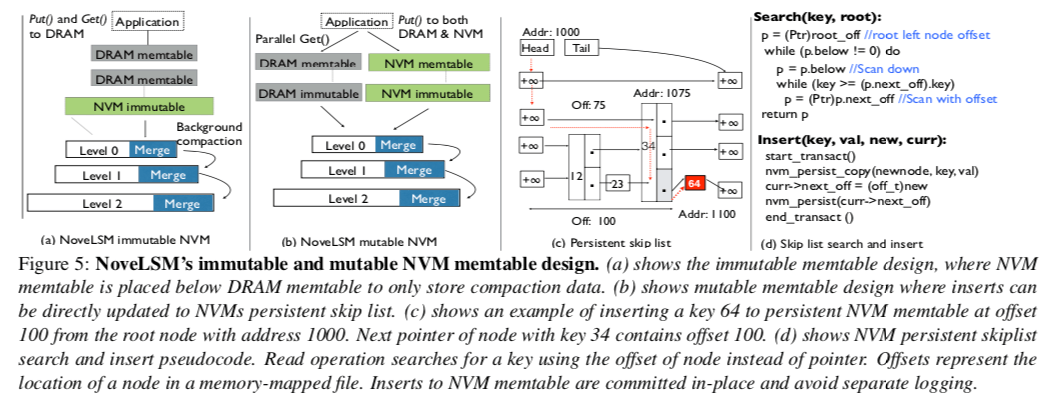 Put() and Get()
to DRAM
Application
DRAM memtable
DRAM memtable
NVM immutable
Background
compaction
Level 0 Merge
Level 1 Merge
Level 2 Merge
(a) NoveLSM immutable NVM
Application
Put() to both
DRAM & NVM
Parallel Get()
DRAM memtable NVM memtable
DRAM immutable NVM immutable
Level 0 Merge
Level 1 Merge
Level 2 Merge
(b) NoveLSM mutable NVM
Addr: 1000
Head Tail
+∞ +∞
Off: 75 Addr: 1075
+∞
34
+∞ +∞
+∞ 12 23 64 +∞
Off: 100 Addr: 1100
(c) Persistent skip list
Search(key, root):
p = (Ptr)root_off //root left node offset
while (p.below != 0) do
p = p.below //Scan down
while (key >= (p.next_off).key)
p = (Ptr)p.next_off //Scan with offset
return p
Insert(key, val, new, curr):
start_transact()
nvm_persist_copy(newnode, key, val)
curr->next_off = (off_t)new
nvm_persist(curr->next_off)
end_transact ()
(d) Skip list search and insert
Figure 5: NoveLSM's immutable and mutable NVM memtable design. (a) shows the immutable memtable design, where NVM
memtable is placed below DRAM memtable to only store compaction data. (b) shows mutable memtable design where inserts can
be directly updated to NVMs persistent skip list. (c) shows an example of inserting a key 64 to persistent NVM memtable at offset
100 from the root node with address 1000. Next pointer of node with key 34 contains offset 100. (d) shows NVM persistent skiplist
search and insert pseudocode. Read operation searches for a key using the offset of node instead of pointer. Offsets represent the
location of a node in a memory-mapped file. Inserts to NVM memtable are committed in-place and avoid separate logging.